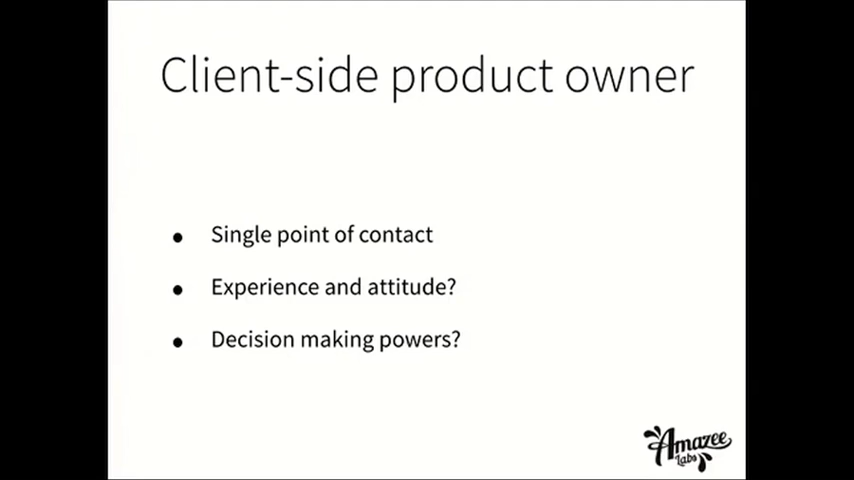 Client-side product owner
● Single point of contact
● Experience and attitude?
● Decision making powers?
Amazee
Labs